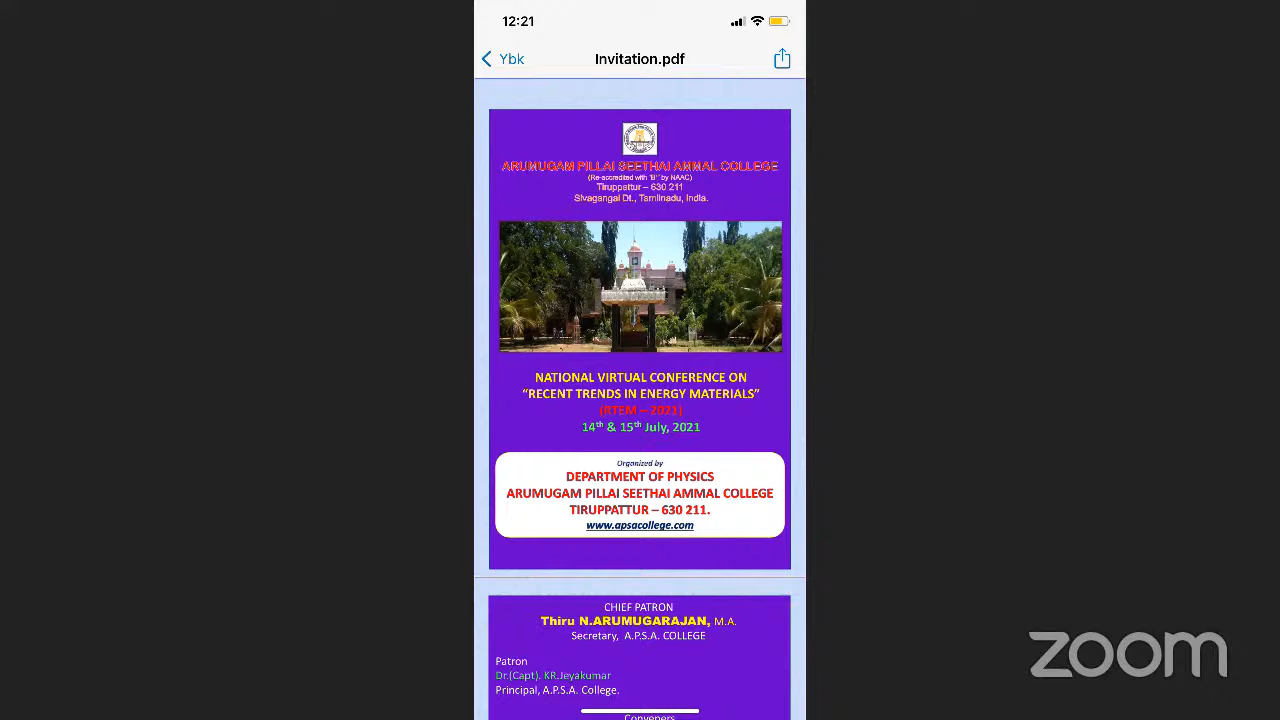 12:21
Ybk
Invitation.pdf
ARUMUGAM PILLAI SEETHAI AMMAL COLLEGE
(Re-accredited with "B" by NAAC)
Tiruppattur – 630 211
Sivagangai Dt., Tamilnadu, India.
NATIONAL VIRTUAL CONFERENCE ON
“RECENT TRENDS IN ENERGY MATERIALS”
(RTEM – 2021)
14th & 15th July, 2021
Organized by
DEPARTMENT OF PHYSICS
ARUMUGAM PILLAI SEETHAI AMMAL COLLEGE
TIRUPPATTUR – 630 211.
www.apsacollege.com
CHIEF PATRON
Thiru N.ARUMUGARAJAN, M.A.
Secretary, A.P.S.A. COLLEGE
Patron
Dr.(Capt). KR.Jeyakumar
Principal, A.P.S.A. College.
Conveners
zoom